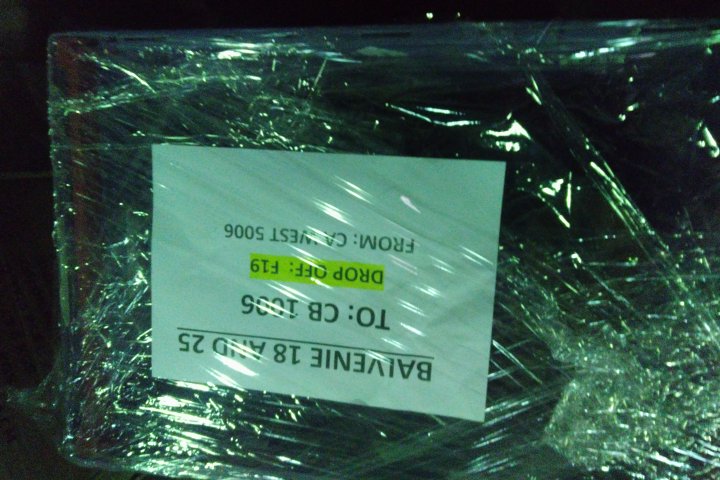 BALVENIE 18 AND 25
TO: CB 1006
DROP OFF: F19
FROM: CA WEST 5006